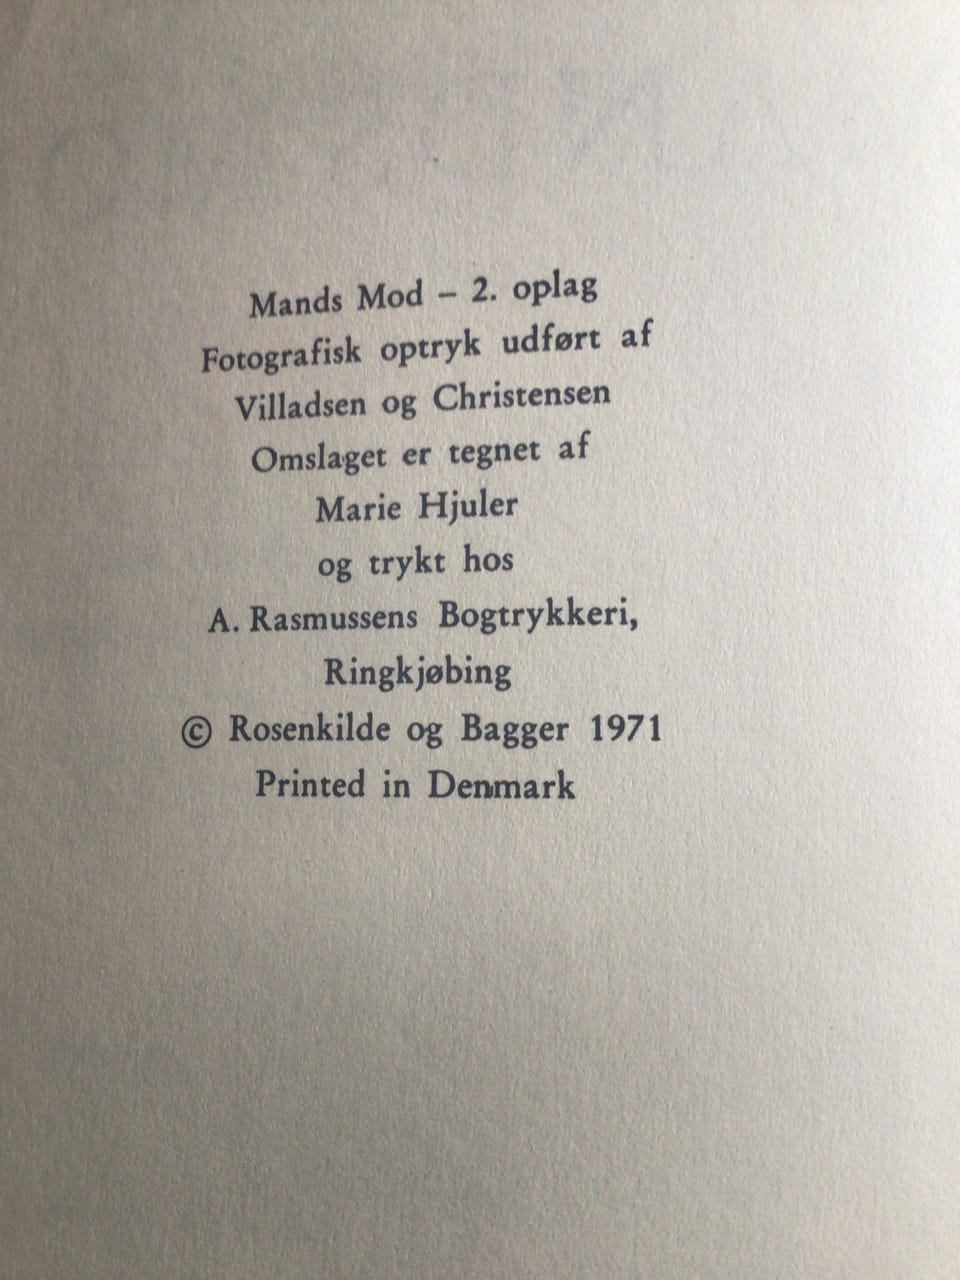 Mands Mod – 2. oplag
Fotografisk optryk udført af
Villadsen og Christensen
Omslaget er tegnet af
Marie Hjuler
og trykt hos
A. Rasmussens Bogtrykkeri,
Ringkjøbing
© Rosenkilde og Bagger 1971
Printed in Denmark